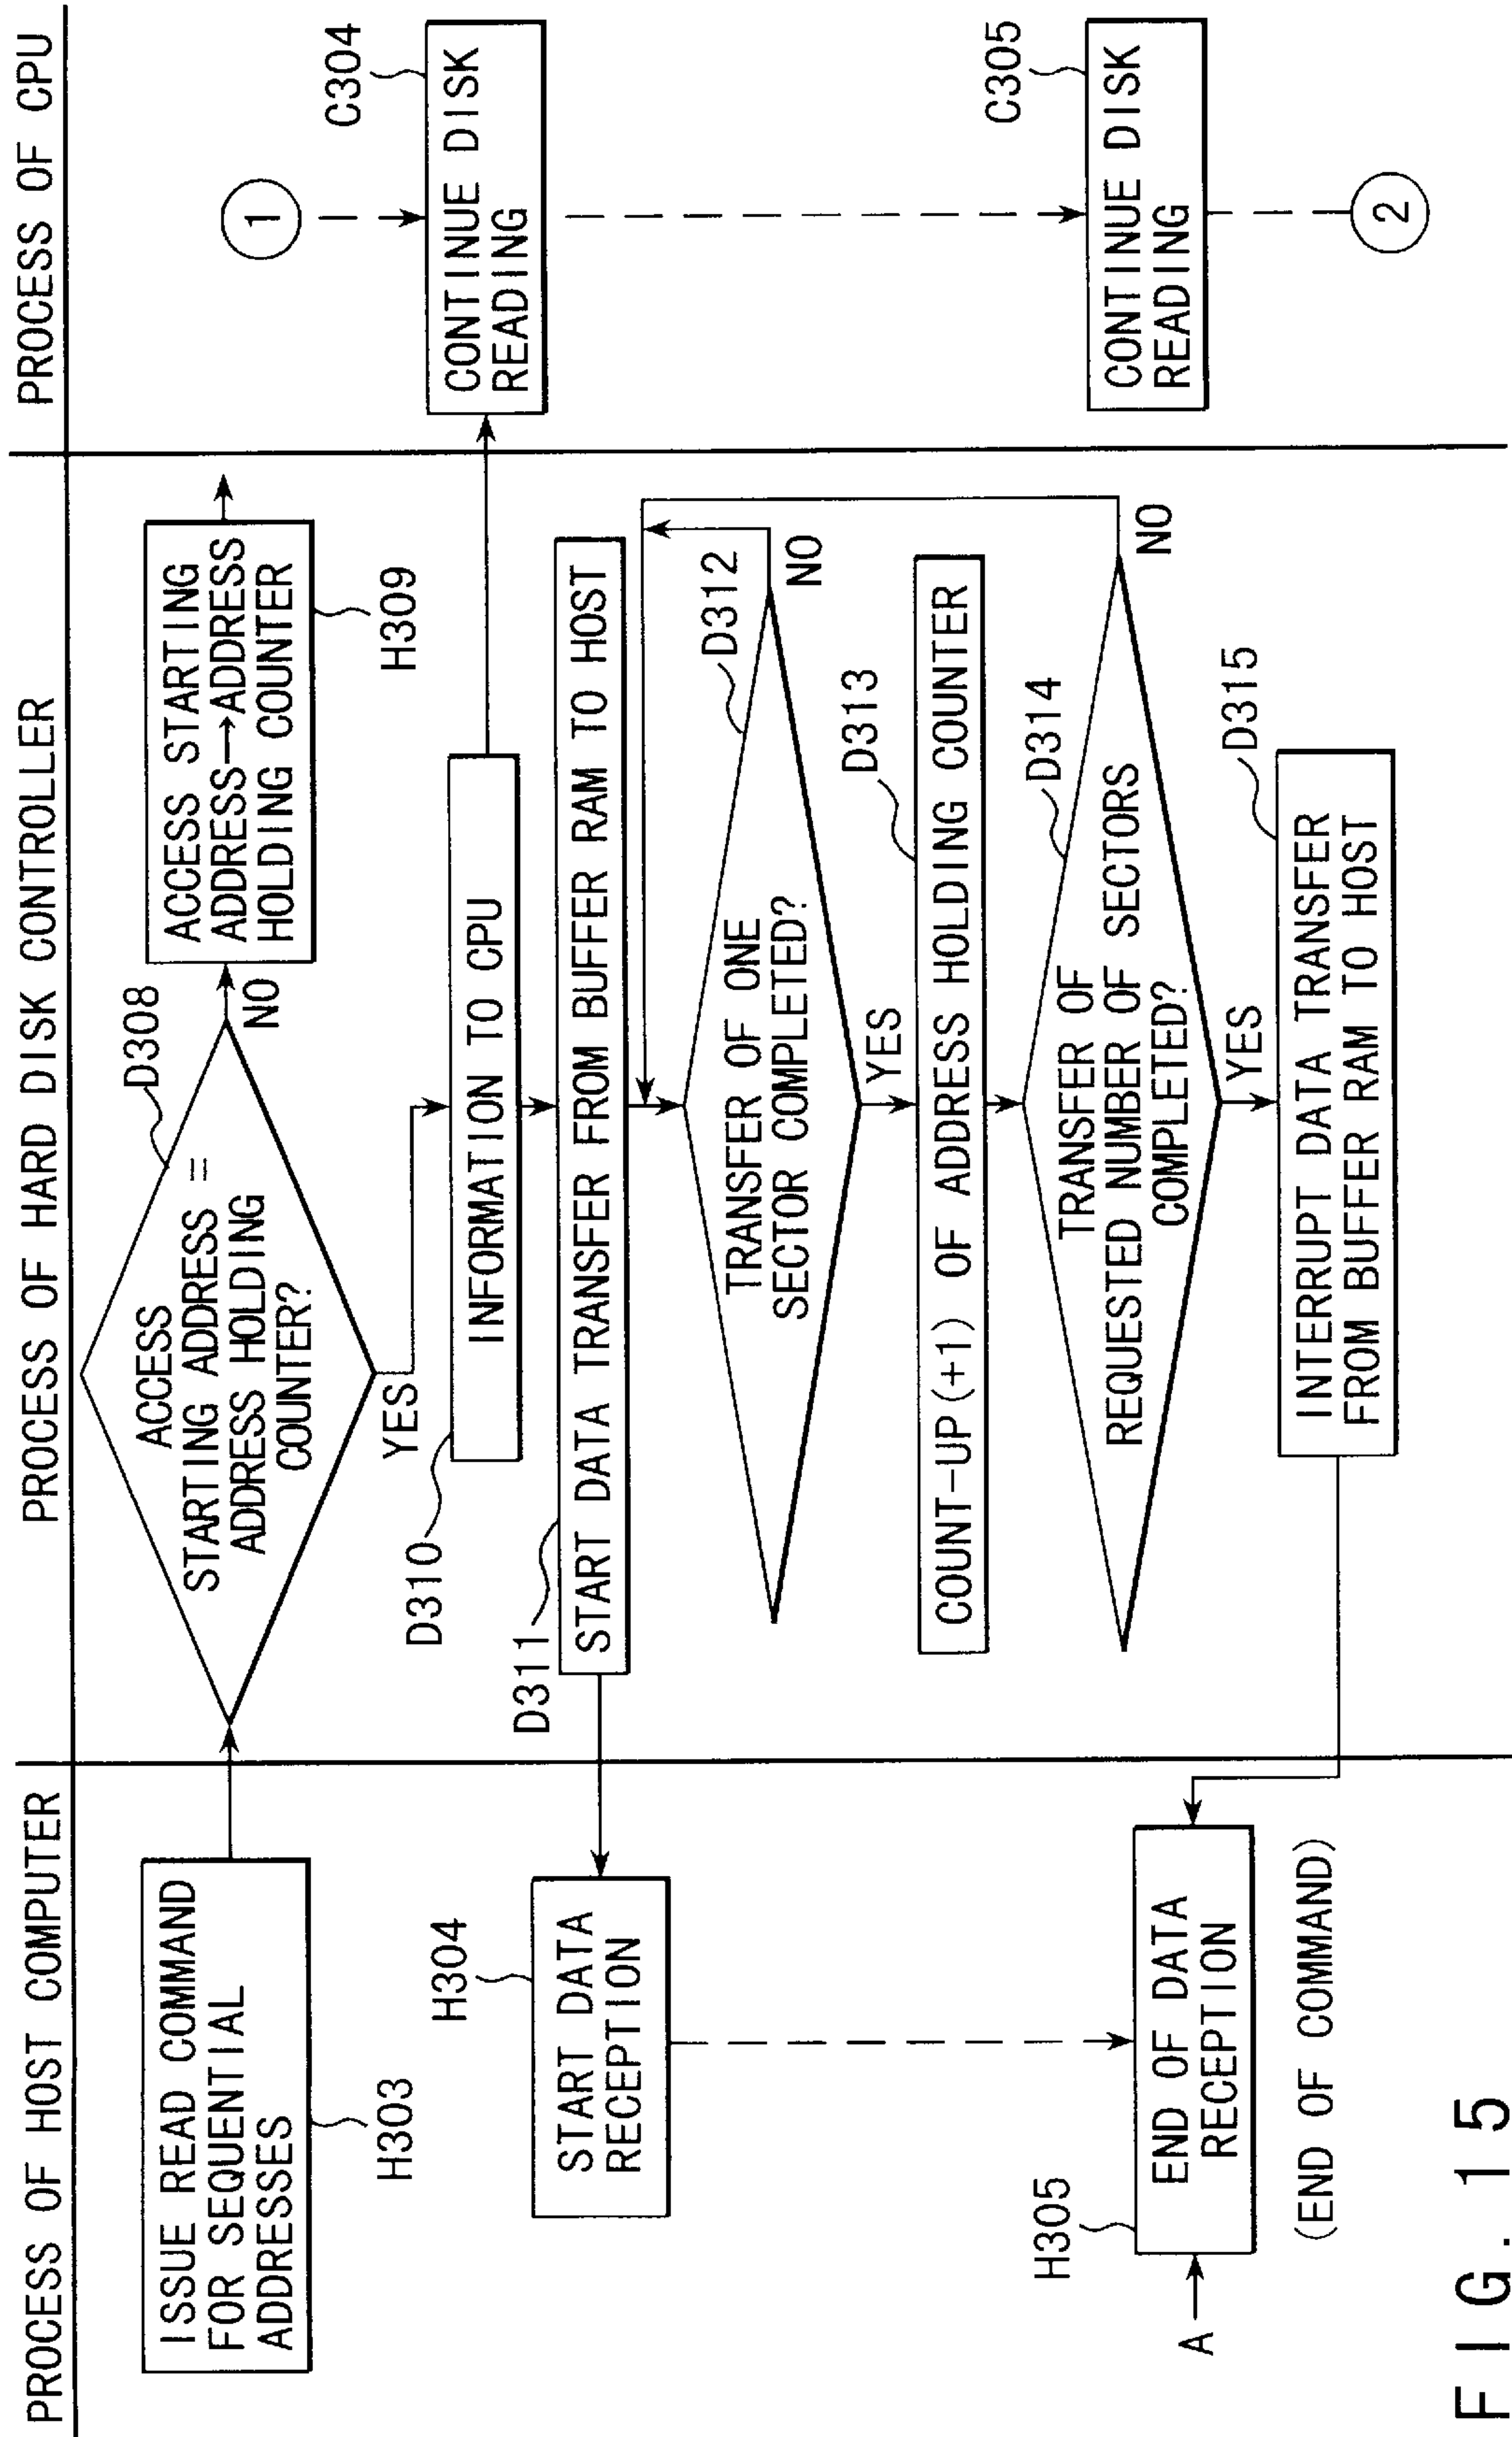 PROCESS OF HOST COMPUTER
PROCESS OF HARD DISK CONTROLLER
PROCESS OF CPU
ISSUE READ COMMAND
FOR SEQUENTIAL
ADDRESSES
H303
ACCESS
STARTING ADDRESS =
ADDRESS HOLDING
COUNTER?
D308
NO
YES
ACCESS STARTING
ADDRESS→ADDRESS
HOLDING COUNTER
H309
1
D310
INFORMATION TO CPU
C304
CONTINUE DISK
READING
H304
START DATA
RECEPTION
D311
START DATA TRANSFER FROM BUFFER RAM TO HOST
TRANSFER OF ONE
SECTOR COMPLETED?
D312
NO
YES
D313
COUNT-UP(+1) OF ADDRESS HOLDING COUNTER
TRANSFER OF
REQUESTED NUMBER OF SECTORS
COMPLETED?
D314
NO
YES
C305
CONTINUE DISK
READING
2
D315
INTERRUPT DATA TRANSFER
FROM BUFFER RAM TO HOST
H305
A
END OF DATA
RECEPTION
(END OF COMMAND)
FIG. 15